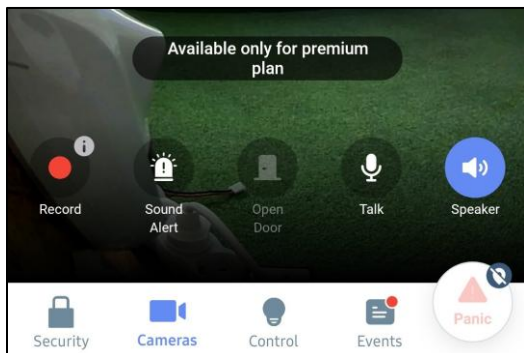 Available only for premium
plan
i
Record
Sound
Alert
Open
Door
Talk
Speaker
Security
Cameras
Control
Events
Panic